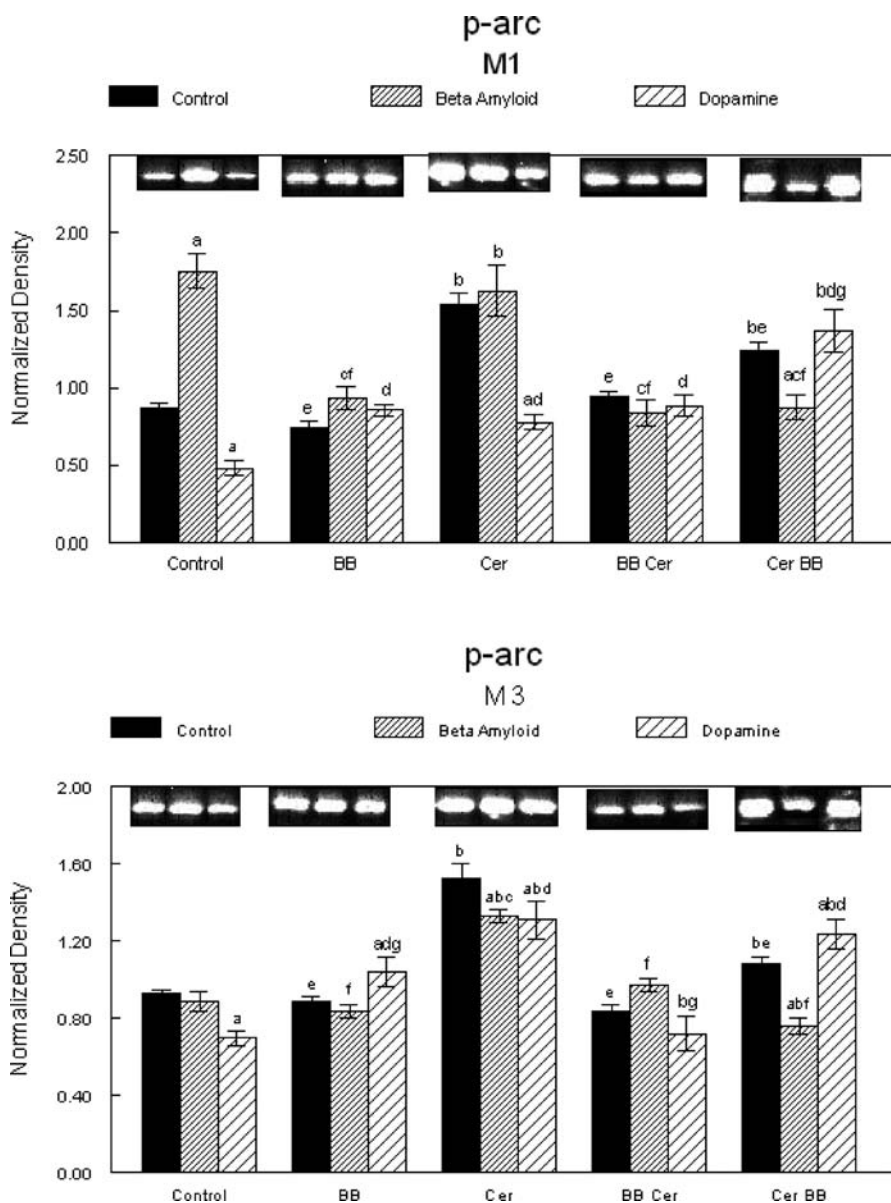 p-arc
M1
Control Beta Amyloid Dopamine
2.50
2.00
1.50
1.00
0.50
0.00
Normalized Density
a a
e cf d
b b ad
e cf d
be acf bdg
Control BB Cer BB Cer Cer BB
p-arc
M3
Control Beta Amyloid Dopamine
2.00
1.60
1.20
0.80
0.40
0.00
Normalized Density
a
e f adg
b abc abd
e f bg
be abf abd
Control BB Cer BB Cer Cer BB